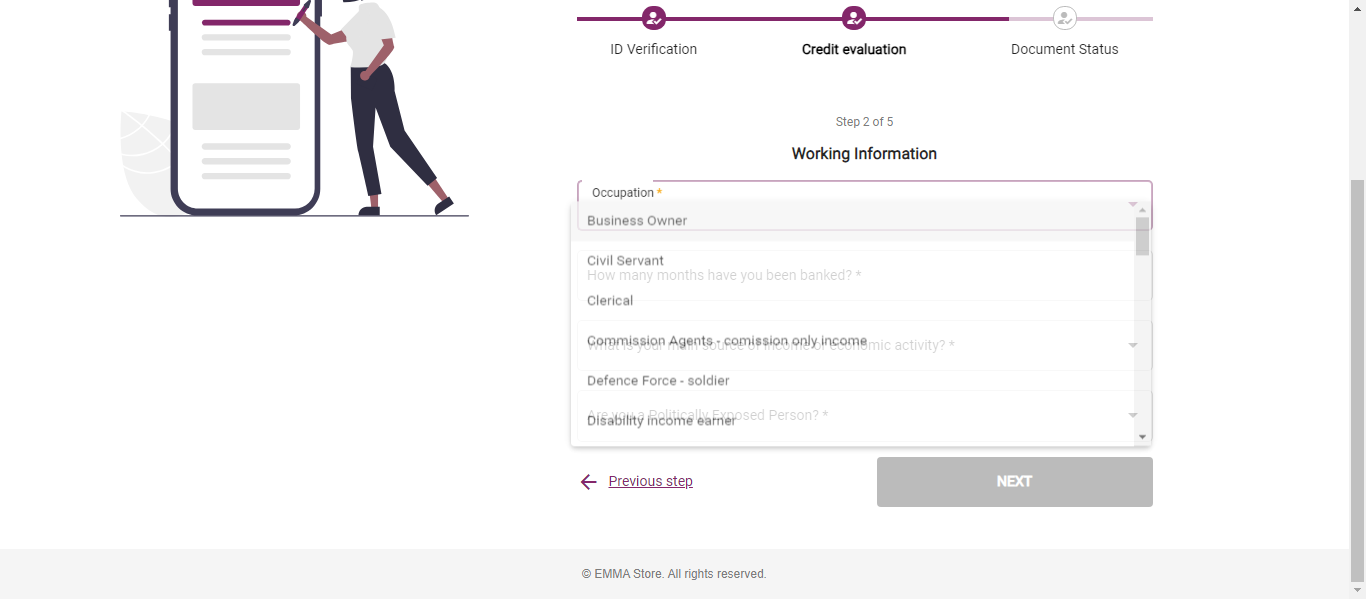 ID Verification
Credit evaluation
Document Status
Step 2 of 5
Working Information
Occupation *
Business Owner
Civil Servant
How many months have you been banked? *
Clerical
Commission Agents - comission only income
What is your main source of income or economic activity? *
Defence Force - soldier
Are you a Politically Exposed Person? *
Disability income earner
Previous step
NEXT
© EMMA Store. All rights reserved.